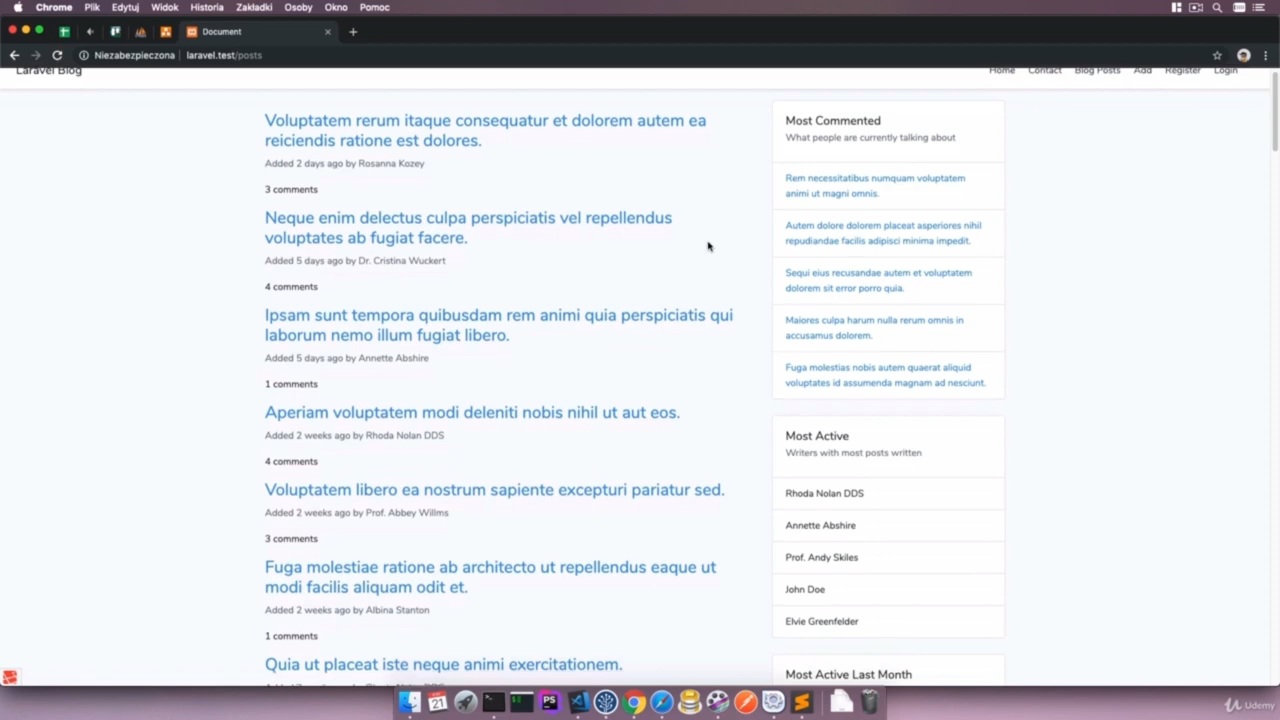 Chrome Plik Edytuj Widok Historia Zakładki Osoby Okno Pomoc
Document
Niezabezpieczona laravel.test/posts
Laravel Blog
Home Contact Blog Posts Add Register Login
Voluptatem rerum itaque consequatur et dolorem autem ea
reiciendis ratione est dolores.
Added 2 days ago by Rosanna Kozey
3 comments
Neque enim delectus culpa perspiciatis vel repellendus
voluptates ab fugiat facere.
Added 5 days ago by Dr. Cristina Wuckert
4 comments
Ipsam sunt tempora quibusdam rem animi quia perspiciatis qui
laborum nemo illum fugiat libero.
Added 5 days ago by Annette Abshire
1 comments
Aperiam voluptatem modi deleniti nobis nihil ut aut eos.
Added 2 weeks ago by Rhoda Nolan DDS
4 comments
Voluptatem libero ea nostrum sapiente excepturi pariatur sed.
Added 2 weeks ago by Prof. Abbey Willms
3 comments
Fuga molestiae ratione ab architecto ut repellendus eaque ut
modi facilis aliquam odit et.
Added 2 weeks ago by Albina Stanton
1 comments
Quia ut placeat iste neque animi exercitationem.
Most Commented
What people are currently talking about
Rem necessitatibus numquam voluptatem
animi ut magni omnis.
Autem dolore dolorem placeat asperiores nihil
repudiandae facilis adipisci minima impedit.
Sequi eius recusandae autem et voluptatem
dolorem sit error porro quia.
Maiores culpa harum nulla rerum omnis in
accusamus dolorem.
Fuga molestias nobis autem quaerat aliquid
voluptates id assumenda magnam ad nesciunt.
Most Active
Writers with most posts written
Rhoda Nolan DDS
Annette Abshire
Prof. Andy Skiles
John Doe
Elvie Greenfelder
Most Active Last Month
21
PS
Udemy